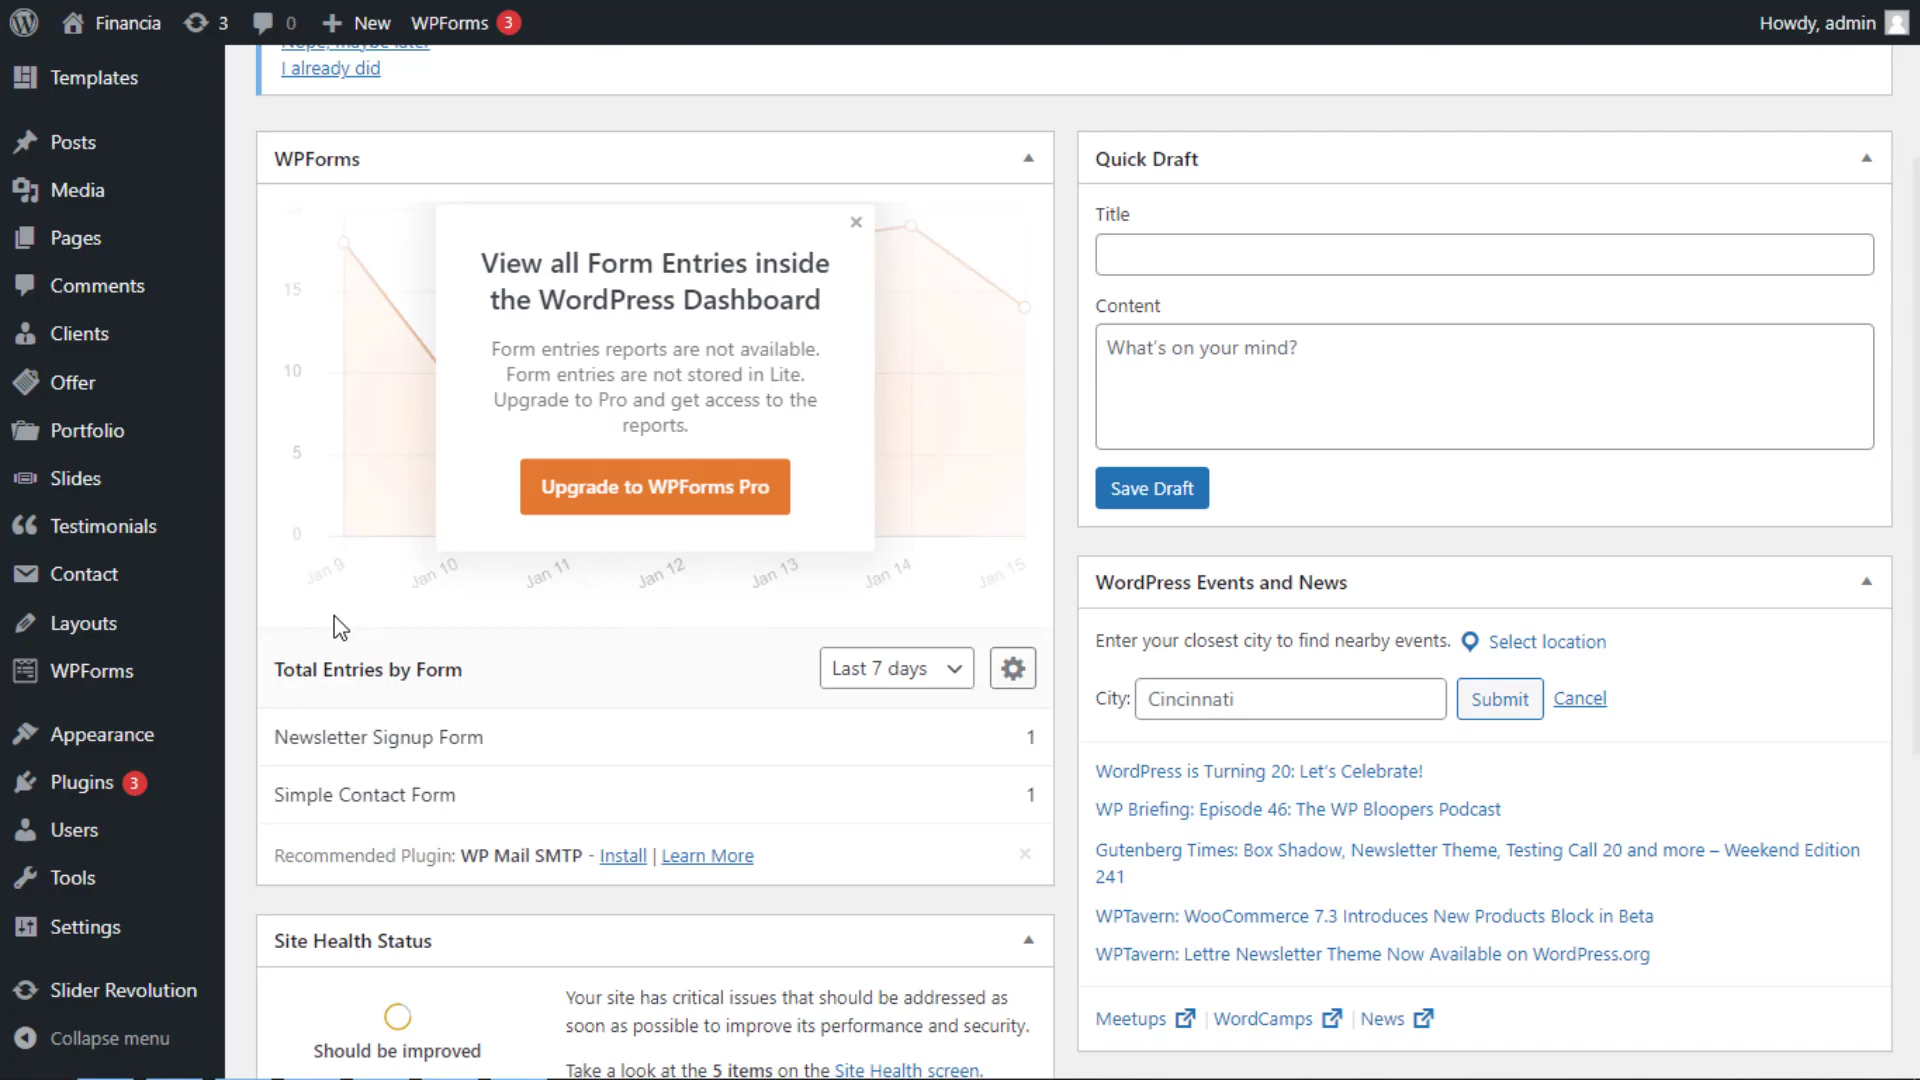 Financia 3 0 New WPForms 3 Howdy, admin
Templates
Posts
Media
Pages
Comments
Clients
Offer
Portfolio
Slides
Testimonials
Contact
Layouts
WPForms
Appearance
Plugins 3
Users
Tools
Settings
Slider Revolution
Collapse menu
Nope, maybe later
I already did
WPForms
15
10
5
0
Jan 9 Jan 10 Jan 11 Jan 12 Jan 13 Jan 14 Jan 15
View all Form Entries inside
the WordPress Dashboard
Form entries reports are not available.
Form entries are not stored in Lite.
Upgrade to Pro and get access to the
reports.
Upgrade to WPForms Pro
Total Entries by Form Last 7 days
Newsletter Signup Form 1
Simple Contact Form 1
Recommended Plugin: WP Mail SMTP - Install | Learn More
Site Health Status
Should be improved
Your site has critical issues that should be addressed as
soon as possible to improve its performance and security.
Take a look at the 5 items on the Site Health screen.
Quick Draft
Title
Content
What's on your mind?
Save Draft
WordPress Events and News
Enter your closest city to find nearby events. Select location
City: Cincinnati Submit Cancel
WordPress is Turning 20: Let's Celebrate!
WP Briefing: Episode 46: The WP Bloopers Podcast
Gutenberg Times: Box Shadow, Newsletter Theme, Testing Call 20 and more – Weekend Edition
241
WPTavern: WooCommerce 7.3 Introduces New Products Block in Beta
WPTavern: Lettre Newsletter Theme Now Available on WordPress.org
Meetups | WordCamps | News